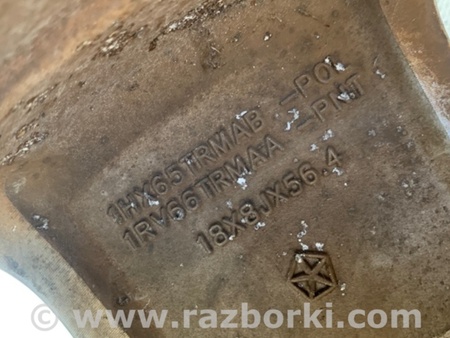 1HX65TRMAB -POL
1RV66TRMAA -PNT
18X8JX56.4
© www.razborki.com ©